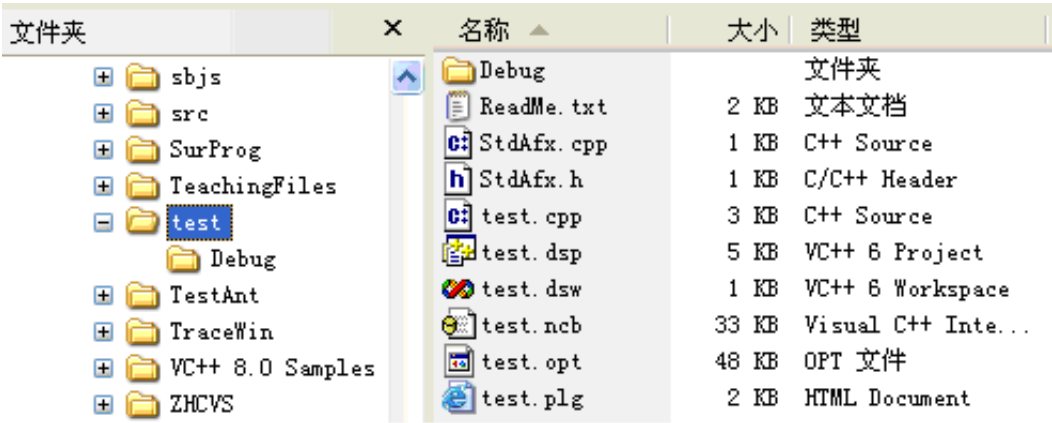 文件夹
sbjs
src
SurProg
TeachingFiles
test
Debug
TestAnt
TraceWin
VC++ 8.0 Samples
ZHCVS
名称 大小 类型
Debug 文件夹
ReadMe.txt 2 KB 文本文档
StdAfx.cpp 1 KB C++ Source
StdAfx.h 1 KB C/C++ Header
test.cpp 3 KB C++ Source
test.dsp 5 KB VC++ 6 Project
test.dsw 1 KB VC++ 6 Workspace
test.ncb 33 KB Visual C++ Inte...
test.opt 48 KB OPT 文件
test.plg 2 KB HTML Document